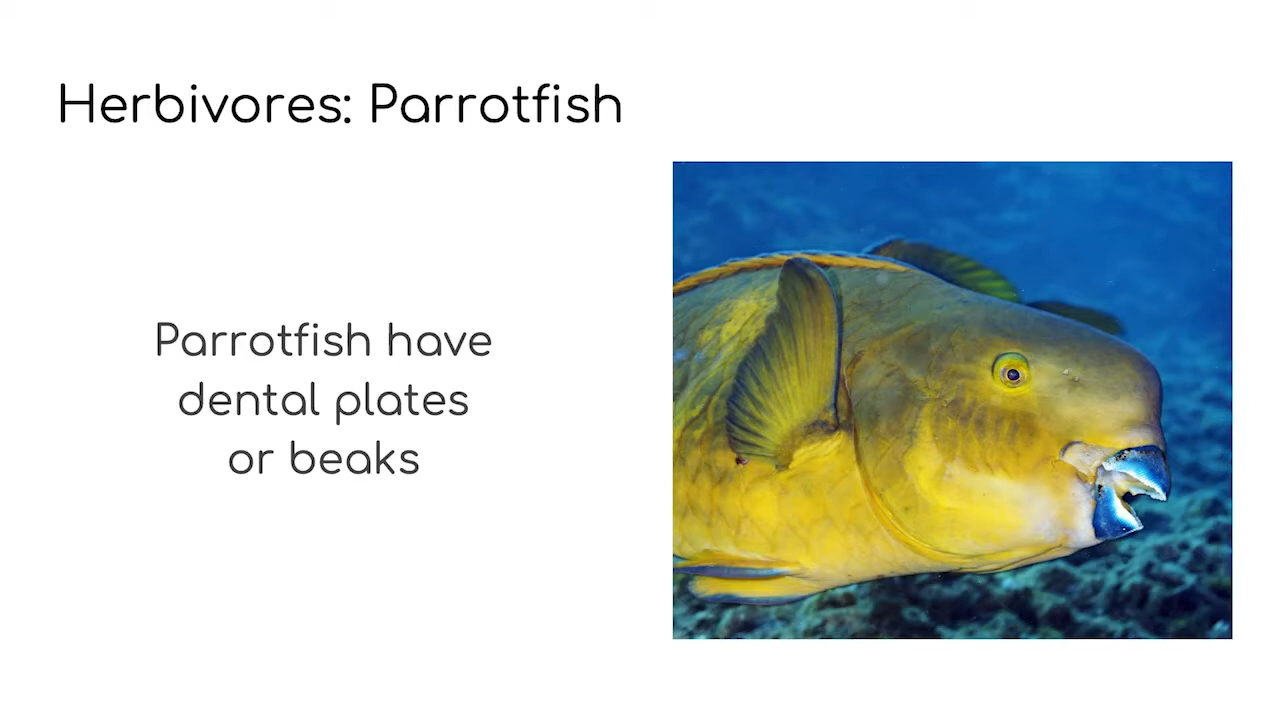 Herbivores: Parrotfish
Parrotfish have
dental plates
or beaks